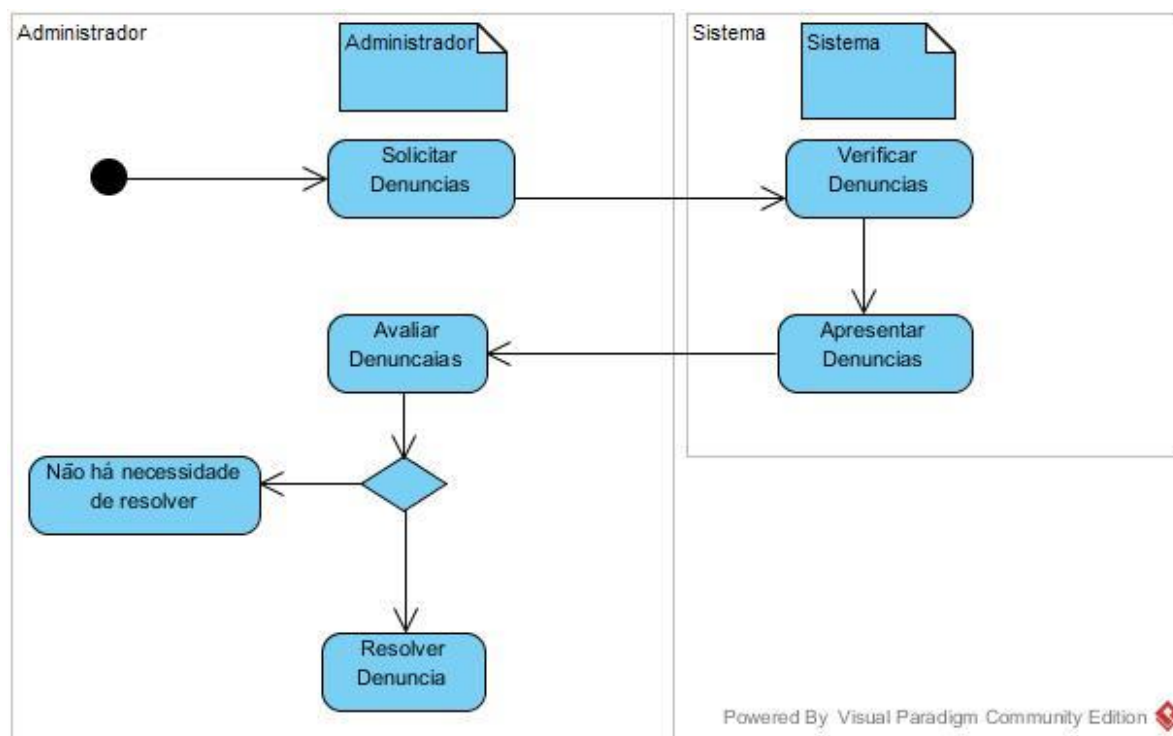 Administrador
Administrador
Sistema
Sistema
Solicitar
Denuncias
Verificar
Denuncias
Avaliar
Denuncaias
Apresentar
Denuncias
Não há necessidade
de resolver
Resolver
Denuncia
Powered By Visual Paradigm Community Edition